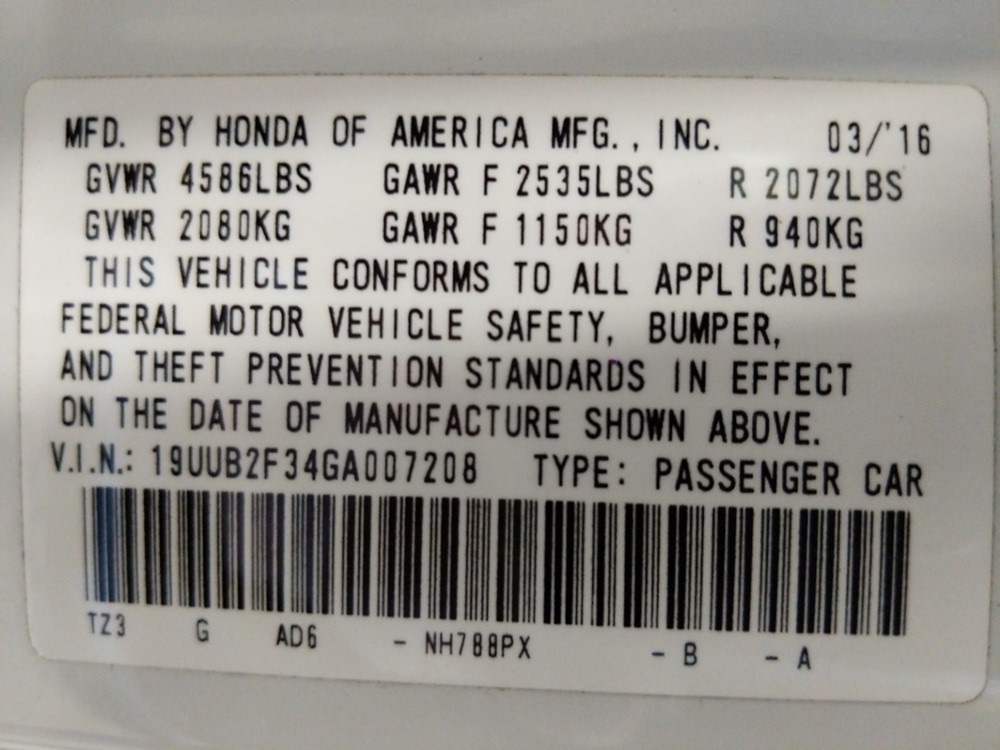 MFD. BY HONDA OF AMERICA MFG., INC. 03/'16
GVWR 4586LBS GAWR F 2535LBS R 2072LBS
GVWR 2080KG GAWR F 1150KG R 940KG
THIS VEHICLE CONFORMS TO ALL APPLICABLE
FEDERAL MOTOR VEHICLE SAFETY, BUMPER,
AND THEFT PREVENTION STANDARDS IN EFFECT
ON THE DATE OF MANUFACTURE SHOWN ABOVE.
V.I.N.: 19UUB2F34GA007208 TYPE: PASSENGER CAR
TZ3 G AD6 - NH788PX - B - A